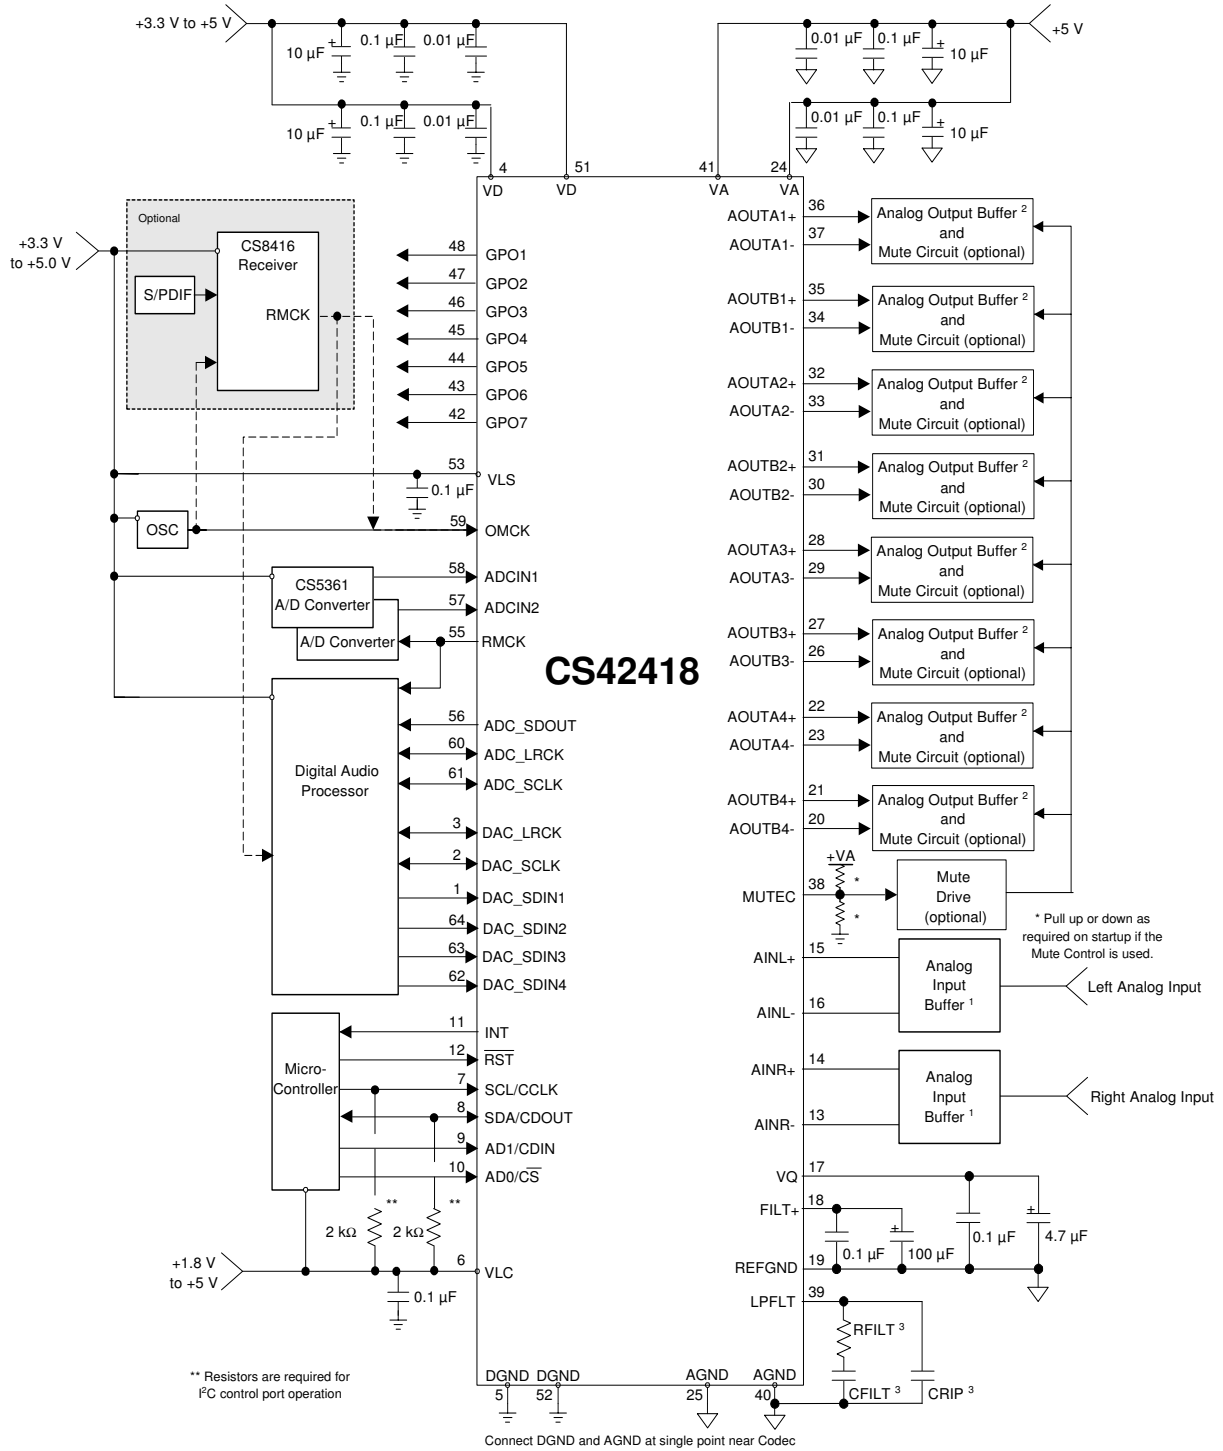 +3.3 V to +5 V
10 µF
+
0.1 µF
0.01 µF
10 µF
+
0.1 µF
0.01 µF
0.01 µF
0.1 µF
+
10 µF
+5 V
0.01 µF
0.1 µF
+
10 µF
4
VD
51
VD
41
VA
24
VA
Optional
+3.3 V
to +5.0 V
CS8416
Receiver
S/PDIF
RMCK
48
GPO1
47
GPO2
46
GPO3
45
GPO4
44
GPO5
43
GPO6
42
GPO7
53
VLS
0.1 µF
OSC
59
OMCK
CS5361
A/D Converter
A/D Converter
58
ADCIN1
57
ADCIN2
55
RMCK
CS42418
Digital Audio
Processor
56
ADC_SDOUT
60
ADC_LRCK
61
ADC_SCLK
3
DAC_LRCK
2
DAC_SCLK
1
DAC_SDIN1
64
DAC_SDIN2
63
DAC_SDIN3
62
DAC_SDIN4
Micro-
Controller
11
INT
12
RST
7
SCL/CCLK
8
SDA/CDOUT
9
AD1/CDIN
10
AD0/CS
**
**
2 kΩ
2 kΩ
+1.8 V
to +5 V
6
VLC
0.1 µF
** Resistors are required for
I²C control port operation
AOUTA1+
36
AOUTA1-
37
Analog Output Buffer ²
and
Mute Circuit (optional)
AOUTB1+
35
AOUTB1-
34
Analog Output Buffer ²
and
Mute Circuit (optional)
AOUTA2+
32
AOUTA2-
33
Analog Output Buffer ²
and
Mute Circuit (optional)
AOUTB2+
31
AOUTB2-
30
Analog Output Buffer ²
and
Mute Circuit (optional)
AOUTA3+
28
AOUTA3-
29
Analog Output Buffer ²
and
Mute Circuit (optional)
AOUTB3+
27
AOUTB3-
26
Analog Output Buffer ²
and
Mute Circuit (optional)
AOUTA4+
22
AOUTA4-
23
Analog Output Buffer ²
and
Mute Circuit (optional)
AOUTB4+
21
AOUTB4-
20
Analog Output Buffer ²
and
Mute Circuit (optional)
+VA
*
*
MUTEC
38
Mute
Drive
(optional)
* Pull up or down as
required on startup if the
Mute Control is used.
AINL+
15
AINL-
16
Analog
Input
Buffer ¹
Left Analog Input
AINR+
14
AINR-
13
Analog
Input
Buffer ¹
Right Analog Input
VQ
17
FILT+
18
0.1 µF
+
100 µF
0.1 µF
+
4.7 µF
REFGND
19
LPFLT
39
RFILT ³
CFILT ³
CRIP ³
DGND
5
DGND
52
AGND
25
AGND
40
Connect DGND and AGND at single point near Codec